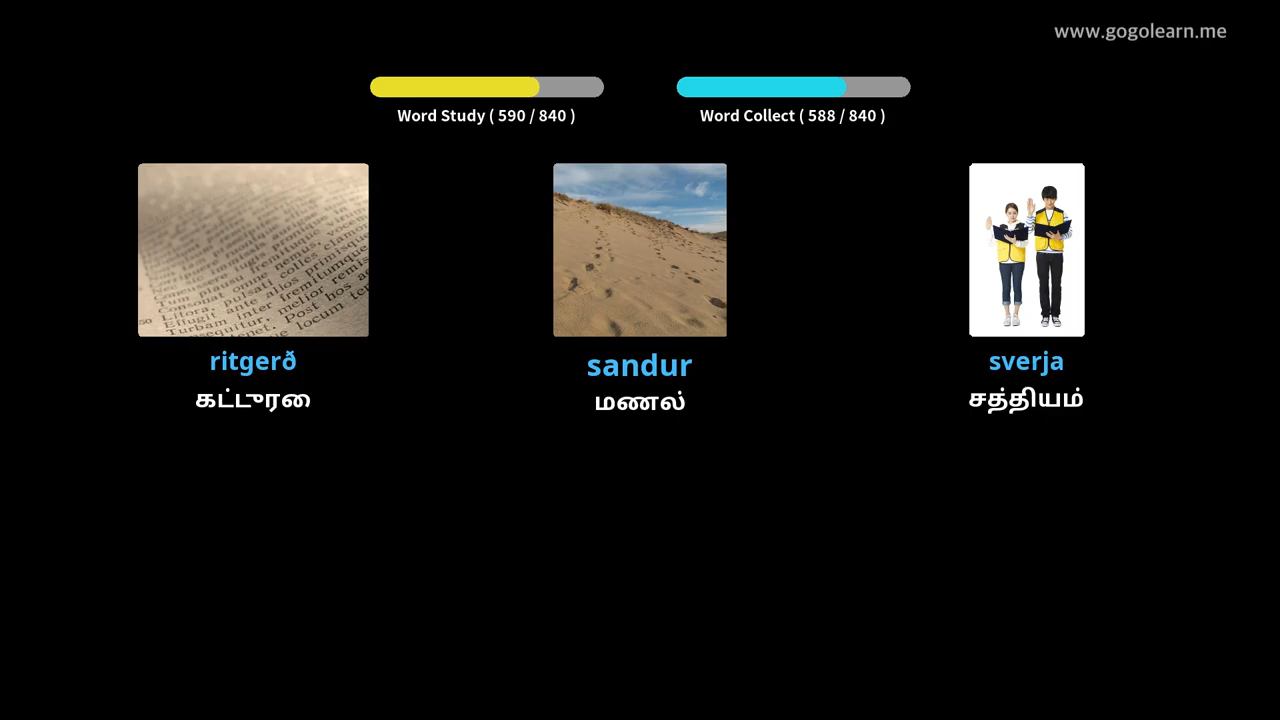 www.gogolearn.me
Word Study ( 590 / 840 )
Word Collect ( 588 / 840 )
ritgerð
கட்டுரை
sandur
மணல்
sverja
சத்தியம்